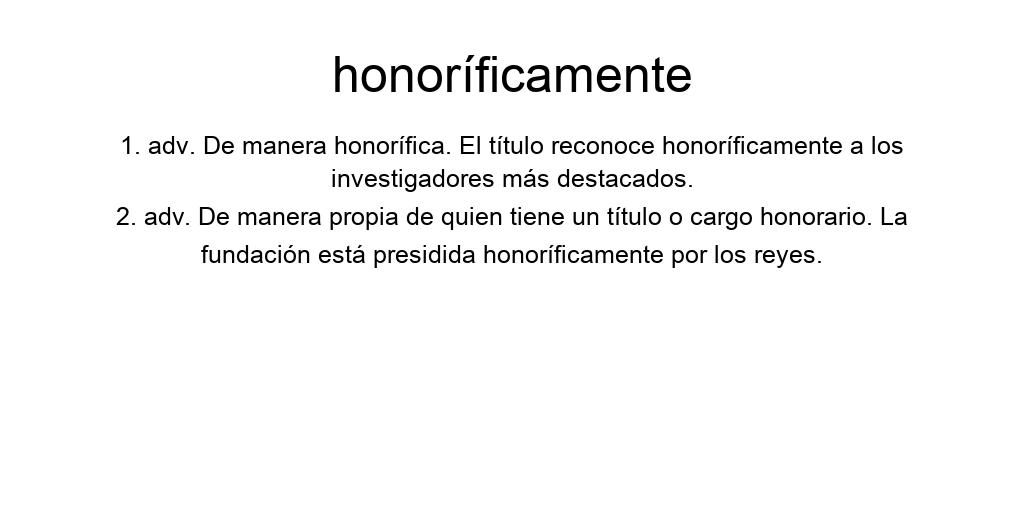 honoríficamente
1. adv. De manera honorífica. El título reconoce honoríficamente a los
investigadores más destacados.
2. adv. De manera propia de quien tiene un título o cargo honorario. La
fundación está presidida honoríficamente por los reyes.